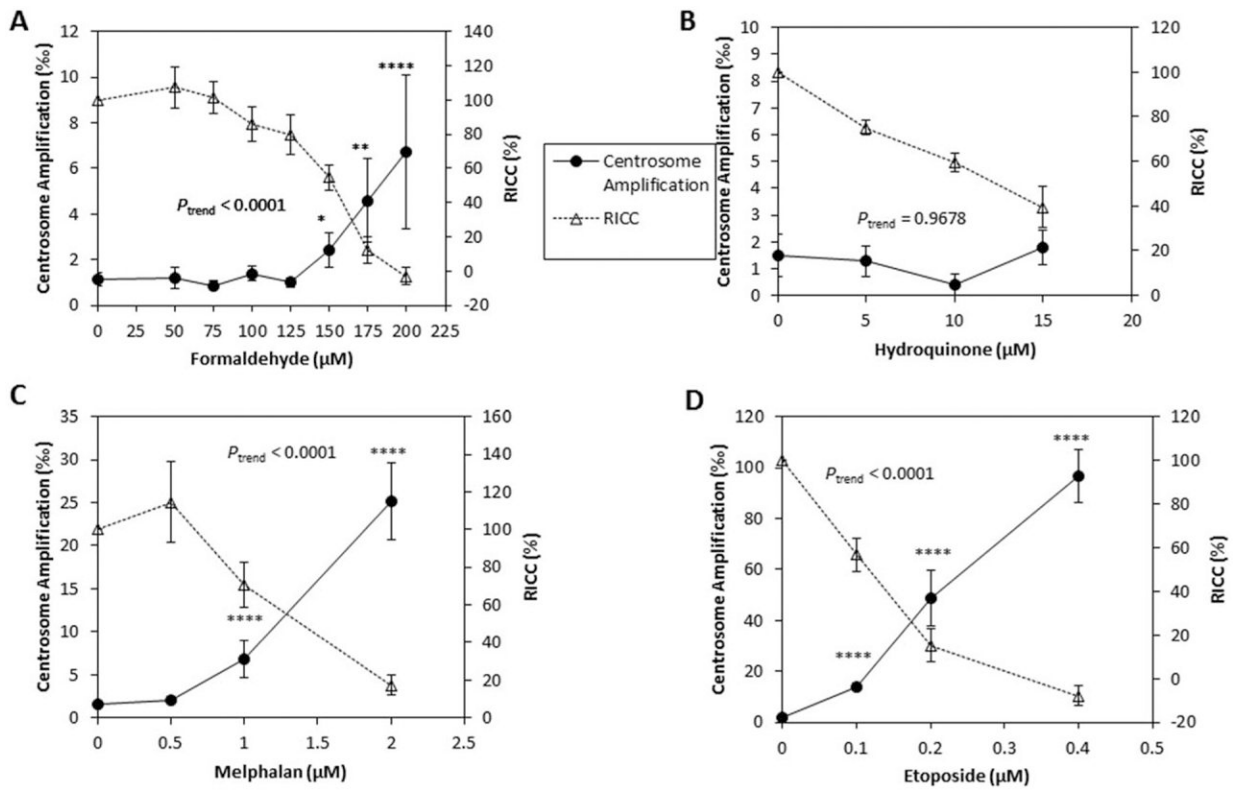 A
Centrosome Amplification (‰)
12
10
8
6
4
2
0
140
120
100
80
60
40
20
0
-20
RICC (%)
****
**
*
Ptrend < 0.0001
0 25 50 75 100 125 150 175 200 225
Formaldehyde (µM)
Centrosome
Amplification
RICC
B
Centrosome Amplification (‰)
10
9
8
7
6
5
4
3
2
1
0
120
100
80
60
40
20
0
RICC (%)
Ptrend = 0.9678
0 5 10 15 20
Hydroquinone (µM)
C
Centrosome Amplification (‰)
35
30
25
20
15
10
5
0
160
140
120
100
80
60
40
20
0
RICC (%)
Ptrend < 0.0001
****
****
0 0.5 1 1.5 2 2.5
Melphalan (µM)
D
Centrosome Amplification (‰)
120
100
80
60
40
20
0
120
100
80
60
40
20
0
-20
RICC (%)
Ptrend < 0.0001
****
****
****
0 0.1 0.2 0.3 0.4 0.5
Etoposide (µM)